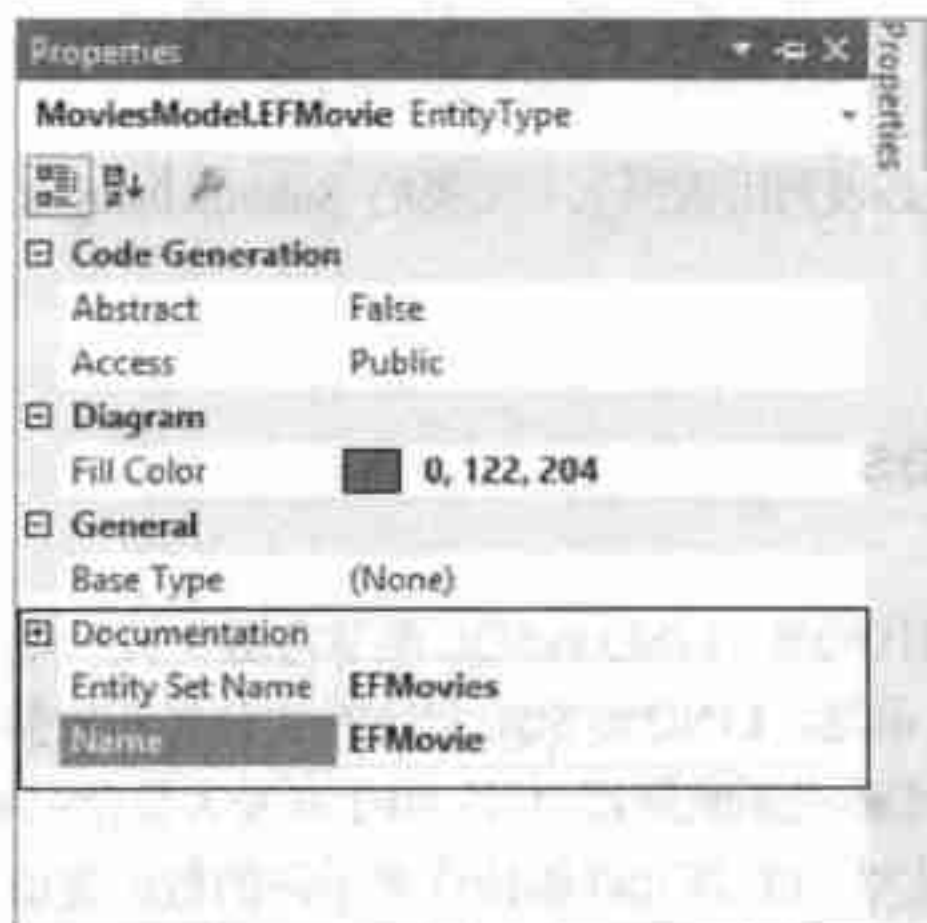 Properties
Properties
MoviesModel.EFMovie EntityType
Code Generation
Abstract False
Access Public
Diagram
Fill Color 0, 122, 204
General
Base Type (None)
Documentation
Entity Set Name EFMovies
Name EFMovie